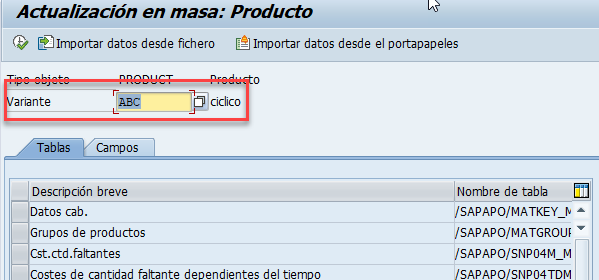 Actualización en masa: Producto
Importar datos desde fichero Importar datos desde el portapapeles
Tipo objeto PRODUCT Producto
Variante ABC ciclico
Tablas Campos
Descripción breve Nombre de tabla
Datos cab. /SAPAPO/MATKEY_M
Grupos de productos /SAPAPO/MATGROUP
Cst.ctd.faltantes /SAPAPO/SNP04M_M
Costes de cantidad faltante dependientes del tiempo /SAPAPO/SNP04TDM